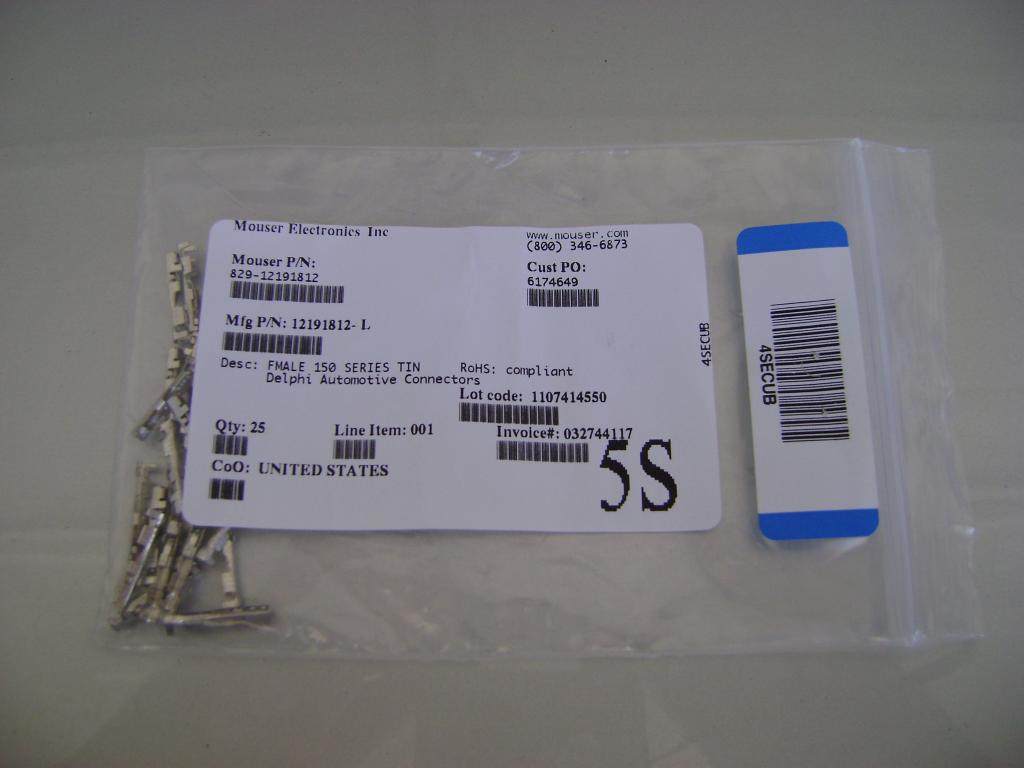 Mouser Electronics Inc
www.mouser.com
(800) 346-6873
Mouser P/N:
829-12191812
Cust PO:
6174649
Mfg P/N: 12191812- L
Desc: FMALE 150 SERIES TIN RoHS: compliant
Delphi Automotive Connectors
Lot code: 1107414550
Qty: 25 Line Item: 001 Invoice#: 032744117
CoO: UNITED STATES
5S
4SECUB
4SECUB